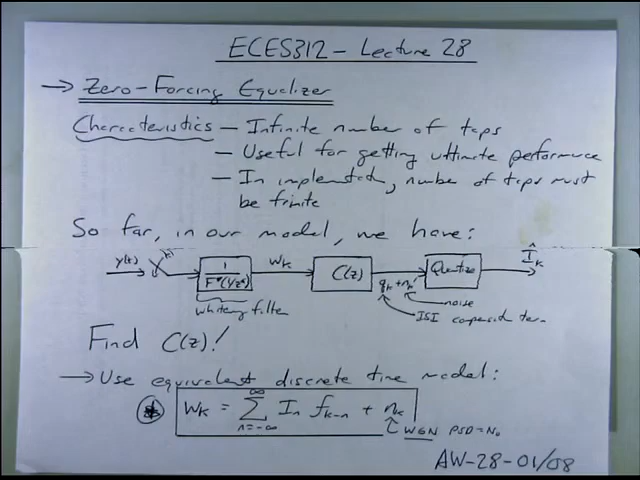 ECES312 - Lecture 28
→ Zero-Forcing Equalizer
Characteristics - Infinite number of taps
- Useful for getting ultimate performance
- In implementation, number of taps must
be finite
So far, in our model, we have:
y(t) 1/F*(1/z*) Wk C(z) qk + nk' Quantize Îk
whitening filter
noise
ISI component term
Find C(z)!
→ Use equivalent discrete time model:
Wk = ∑_{n=-∞}^{∞} In fk-n + nk
WGN PSD = No
AW-28-01/08